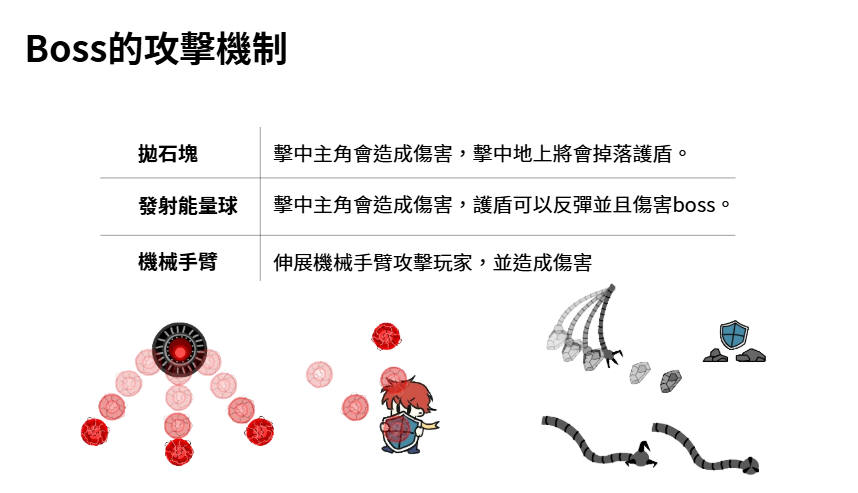 Boss的攻擊機制
拋石塊
擊中主角會造成傷害，擊中地上將會掉落護盾。
發射能量球
擊中主角會造成傷害，護盾可以反彈並且傷害boss。
機械手臂
伸展機械手臂攻擊玩家，並造成傷害